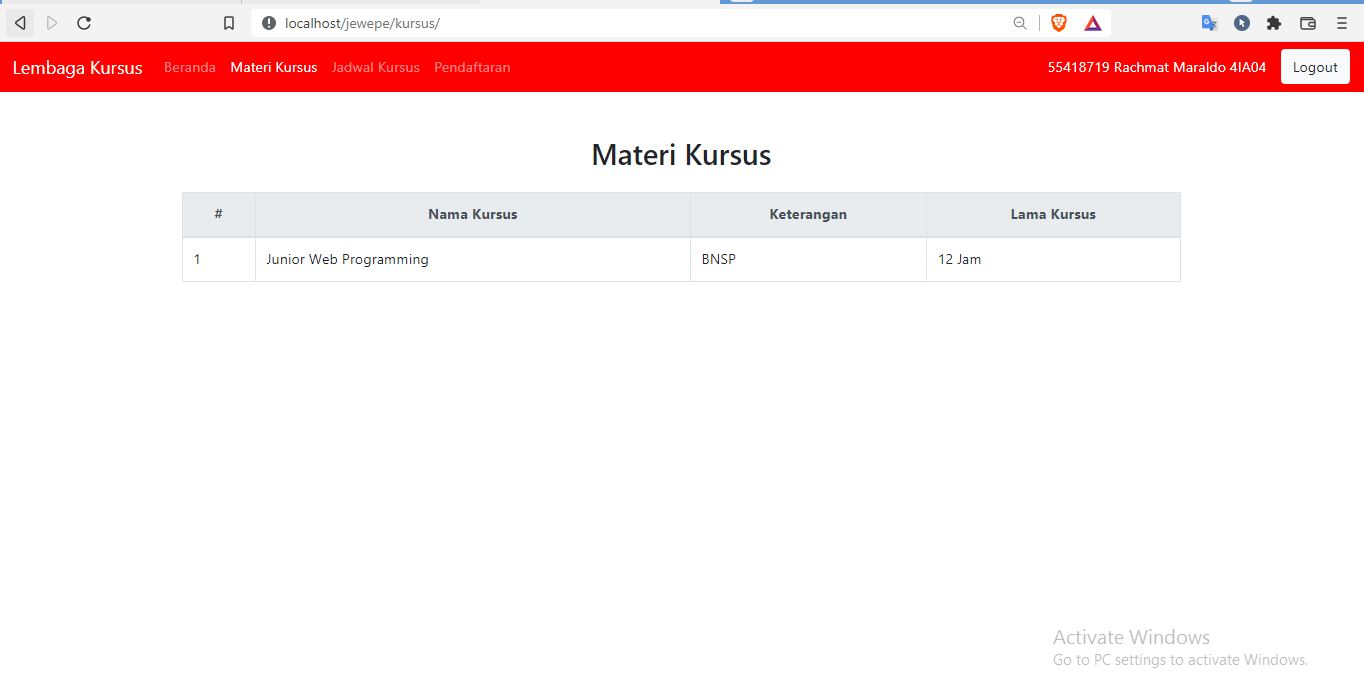 localhost/jewepe/kursus/
Lembaga Kursus Beranda Materi Kursus Jadwal Kursus Pendaftaran 55418719 Rachmat Maraldo 4IA04 Logout
Materi Kursus
# Nama Kursus Keterangan Lama Kursus
1 Junior Web Programming BNSP 12 Jam
Activate Windows
Go to PC settings to activate Windows.